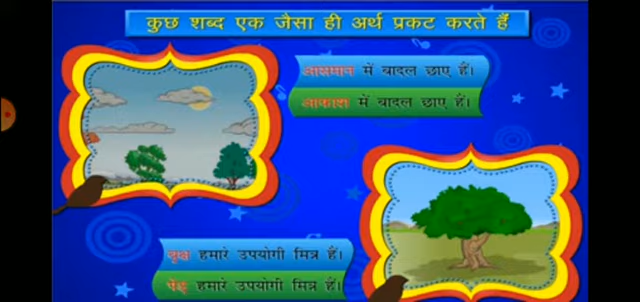 कुछ शब्द एक जैसा ही अर्थ प्रकट करते हैं
आसमान में बादल छाए हैं।
आकाश में बादल छाए हैं।
वृक्ष हमारे उपयोगी मित्र हैं।
पेड़ हमारे उपयोगी मित्र हैं।